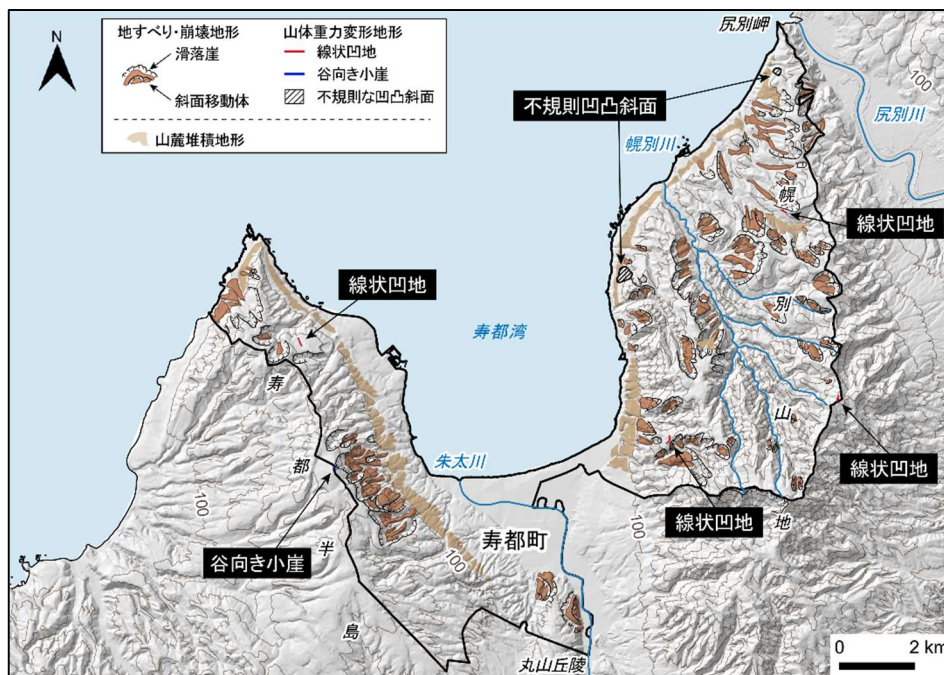 地すべり・崩壊地形
滑落崖
斜面移動体
山体重力変形地形
線状凹地
谷向き小崖
不規則な凹凸斜面
山麓堆積地形
N
尻別岬
100
尻別川
不規則凹凸斜面
幌別川
幌
線状凹地
線状凹地
別
寿都湾
寿
山
都
朱太川
線状凹地
100
線状凹地
地
100
谷向き小崖
半
100
寿都町
島
丸山丘陵
0 2 km